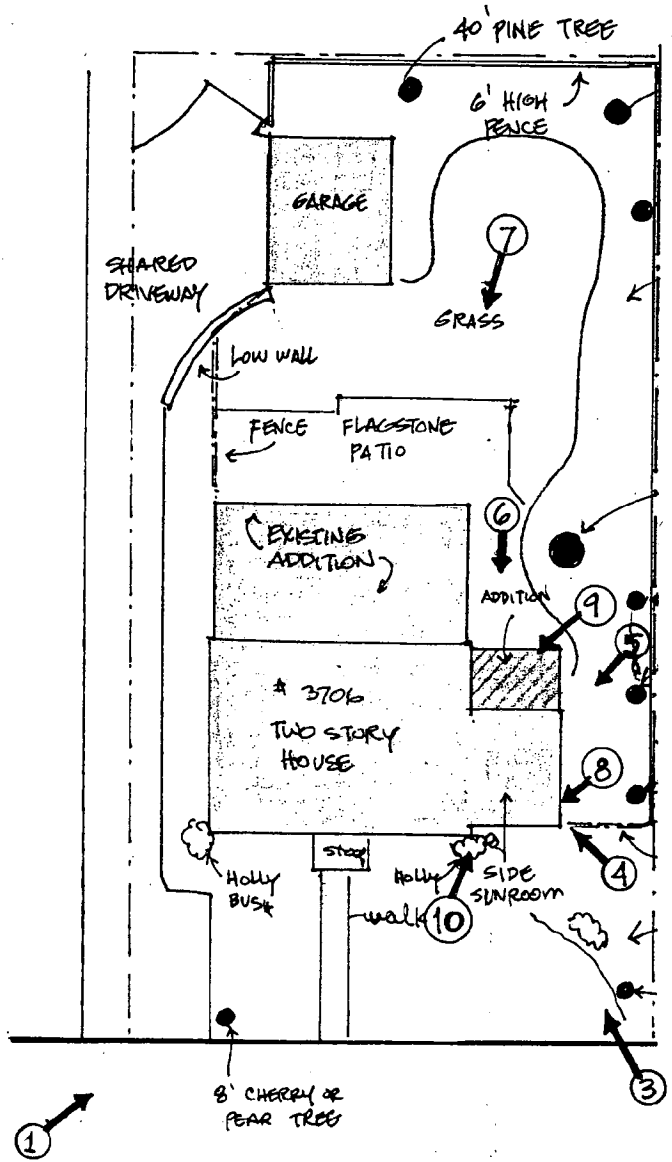 40' PINE TREE
6' HIGH
FENCE
GARAGE
7
SHARED
DRIVEWAY
GRASS
LOW WALL
FENCE
FLAGSTONE
PATIO
6
EXISTING
ADDITION
ADDITION
9
5
# 3706
TWO STORY
HOUSE
8
STOOP
HOLLY
BUSH
HOLLY
SIDE
SUNROOM
4
walk
10
3
8' CHERRY OR
PEAR TREE
1